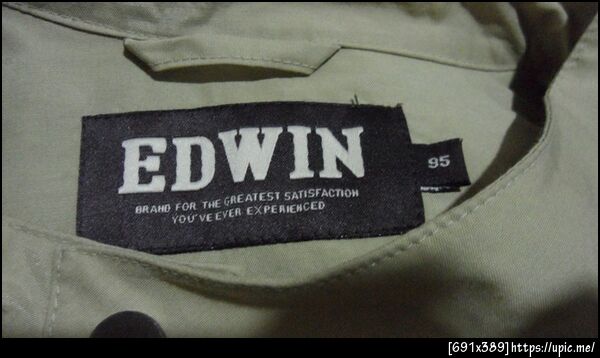 EDWIN
95
BRAND FOR THE GREATEST SATISFACTION
YOU'VE EVER EXPERIENCED
[691x389]https://upic.me/